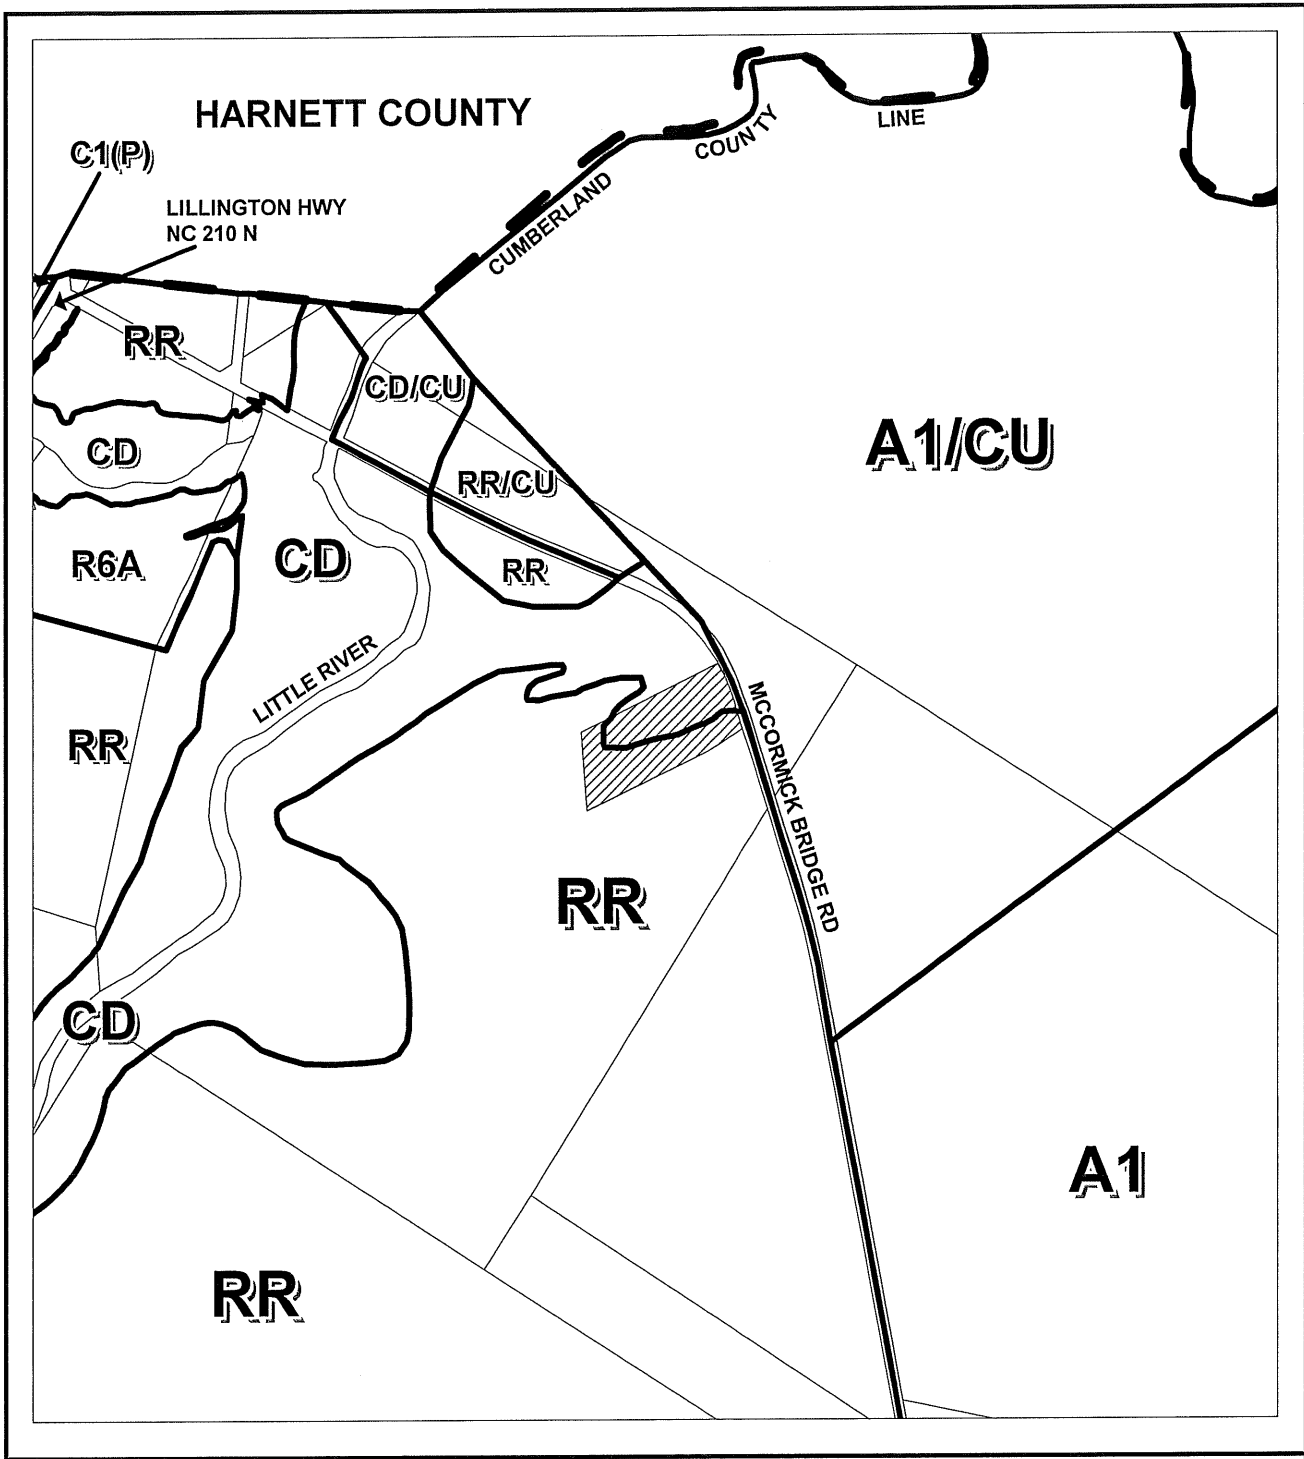 HARNETT COUNTY
C1(P)
LILLINGTON HWY
NC 210 N
CUMBERLAND
COUNTY
LINE
RR
CD/CU
A1/CU
CD
RR/CU
R6A
CD
RR
LITTLE RIVER
RR
MCCORMICK BRIDGE RD
RR
CD
A1
RR